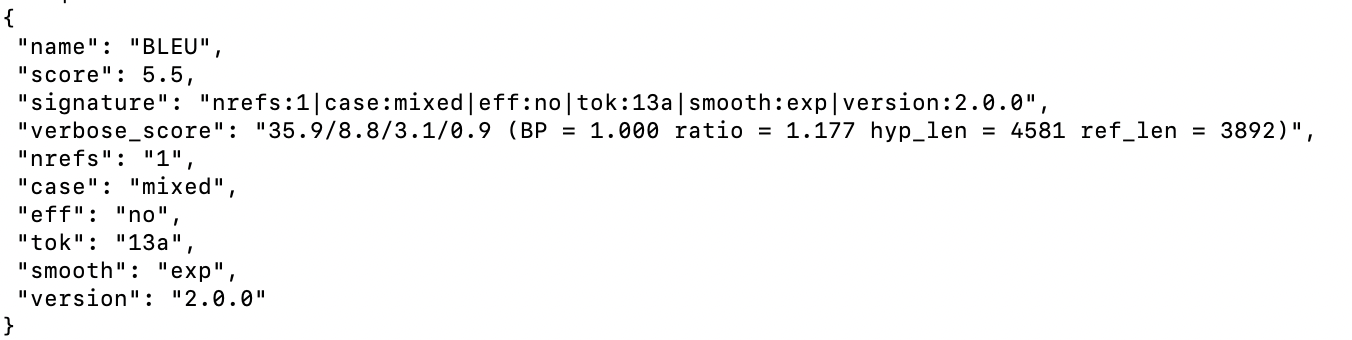 {
"name": "BLEU",
"score": 5.5,
"signature": "nrefs:1|case:mixed|eff:no|tok:13a|smooth:exp|version:2.0.0",
"verbose_score": "35.9/8.8/3.1/0.9 (BP = 1.000 ratio = 1.177 hyp_len = 4581 ref_len = 3892)",
"nrefs": "1",
"case": "mixed",
"eff": "no",
"tok": "13a",
"smooth": "exp",
"version": "2.0.0"
}